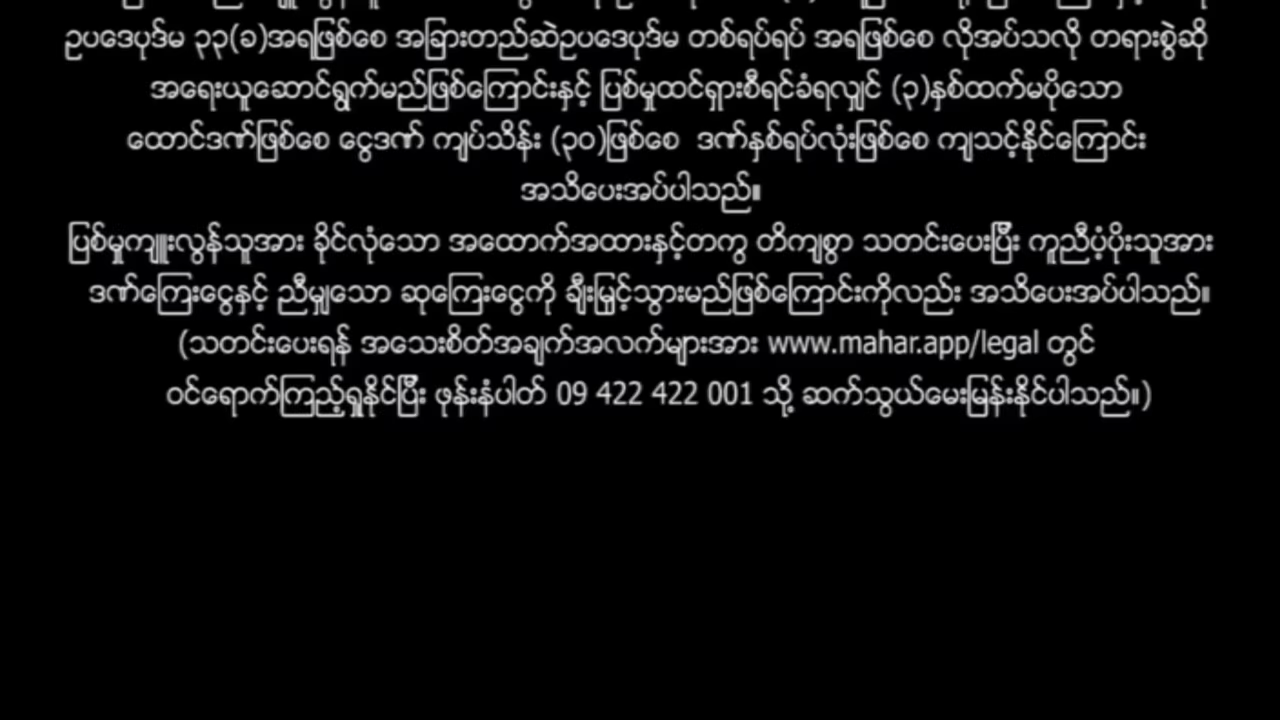 ဥပဒေပုဒ်မ ၃၃(ခ)အရဖြစ်စေ အခြားတည်ဆဲဥပဒေပုဒ်မ တစ်ရပ်ရပ် အရဖြစ်စေ လိုအပ်သလို တရားစွဲဆို
အရေးယူဆောင်ရွက်မည်ဖြစ်ကြောင်းနှင့် ပြစ်မှုထင်ရှားစီရင်ခံရလျှင် (၃)နှစ်ထက်မပိုသော
ထောင်ဒဏ်ဖြစ်စေ ငွေဒဏ် ကျပ်သိန်း (၃၀)ဖြစ်စေ ဒဏ်နှစ်ရပ်လုံးဖြစ်စေ ကျသင့်နိုင်ကြောင်း
အသိပေးအပ်ပါသည်။
ပြစ်မှုကျူးလွန်သူအား ခိုင်လုံသော အထောက်အထားနှင့်တကွ တိကျစွာ သတင်းပေးပြီး ကူညီပံ့ပိုးသူအား
ဒဏ်ကြေးငွေနှင့် ညီမျှသော ဆုကြေးငွေကို ချီးမြှင့်သွားမည်ဖြစ်ကြောင်းကိုလည်း အသိပေးအပ်ပါသည်။
(သတင်းပေးရန် အသေးစိတ်အချက်အလက်များအား www.mahar.app/legal တွင်
ဝင်ရောက်ကြည့်ရှုနိုင်ပြီး ဖုန်းနံပါတ် 09 422 422 001 သို့ ဆက်သွယ်မေးမြန်းနိုင်ပါသည်။)